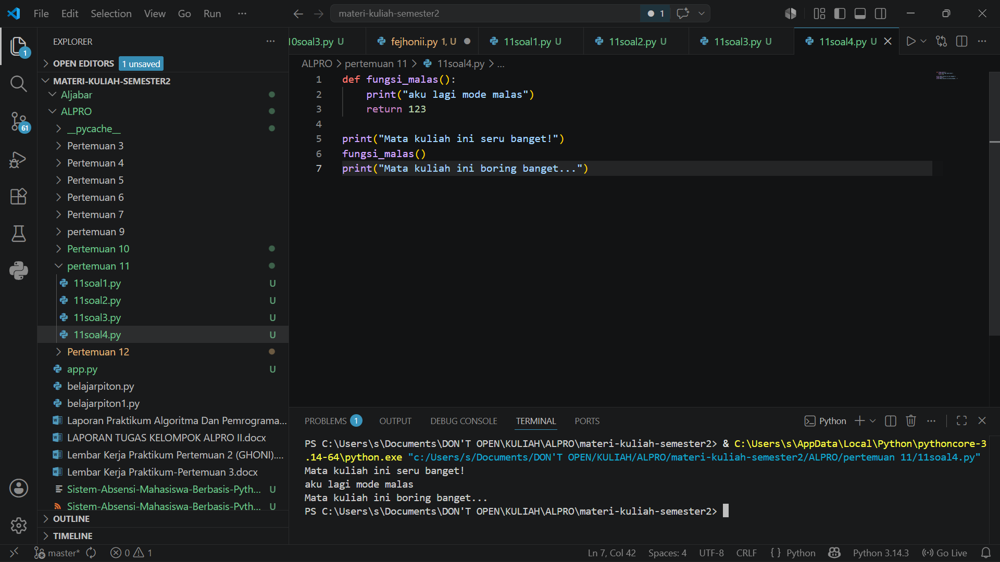 File Edit Selection View Go Run ...
materi-kuliah-semester2
1
EXPLORER
1
OPEN EDITORS 1 unsaved
MATERI-KULIAH-SEMESTER2
Aljabar
ALPRO
__pycache__
61
Pertemuan 3
Pertemuan 4
Pertemuan 5
Pertemuan 6
Pertemuan 7
pertemuan 9
Pertemuan 10
pertemuan 11
11soal1.py U
11soal2.py U
11soal3.py U
11soal4.py U
Pertemuan 12
app.py U
belajarpiton.py
belajarpiton1.py
Laporan Praktikum Algoritma Dan Pemrograma...
LAPORAN TUGAS KELOMPOK ALPRO II.docx
Lembar Kerja Praktikum Pertemuan 2 (GHONI)....
Lembar Kerja Praktikum-Pertemuan 3.docx
Sistem-Absensi-Mahasiswa-Berbasis-Pyth... U
Sistem-Absensi-Mahasiswa-Berbasis-Pyth... U
OUTLINE
TIMELINE
10soal3.py U fejhonii.py 1, U 11soal1.py U 11soal2.py U 11soal3.py U 11soal4.py U
ALPRO > pertemuan 11 > 11soal4.py > ...
1 def fungsi_malas():
2 print("aku lagi mode malas")
3 return 123
4
5 print("Mata kuliah ini seru banget!")
6 fungsi_malas()
7 print("Mata kuliah ini boring banget...")
PROBLEMS 1 OUTPUT DEBUG CONSOLE TERMINAL PORTS
Python
PS C:\Users\s\Documents\DON'T OPEN\KULIAH\ALPRO\materi-kuliah-semester2> & C:\Users\s\AppData\Local\Python\pythoncore-3
.14-64\python.exe "c:/Users/s/Documents/DON'T OPEN/KULIAH/ALPRO/materi-kuliah-semester2/ALPRO/pertemuan 11/11soal4.py"
Mata kuliah ini seru banget!
aku lagi mode malas
Mata kuliah ini boring banget...
PS C:\Users\s\Documents\DON'T OPEN\KULIAH\ALPRO\materi-kuliah-semester2>
master* 0 1
Ln 7, Col 42 Spaces: 4 UTF-8 CRLF { } Python Python 3.14.3 Go Live